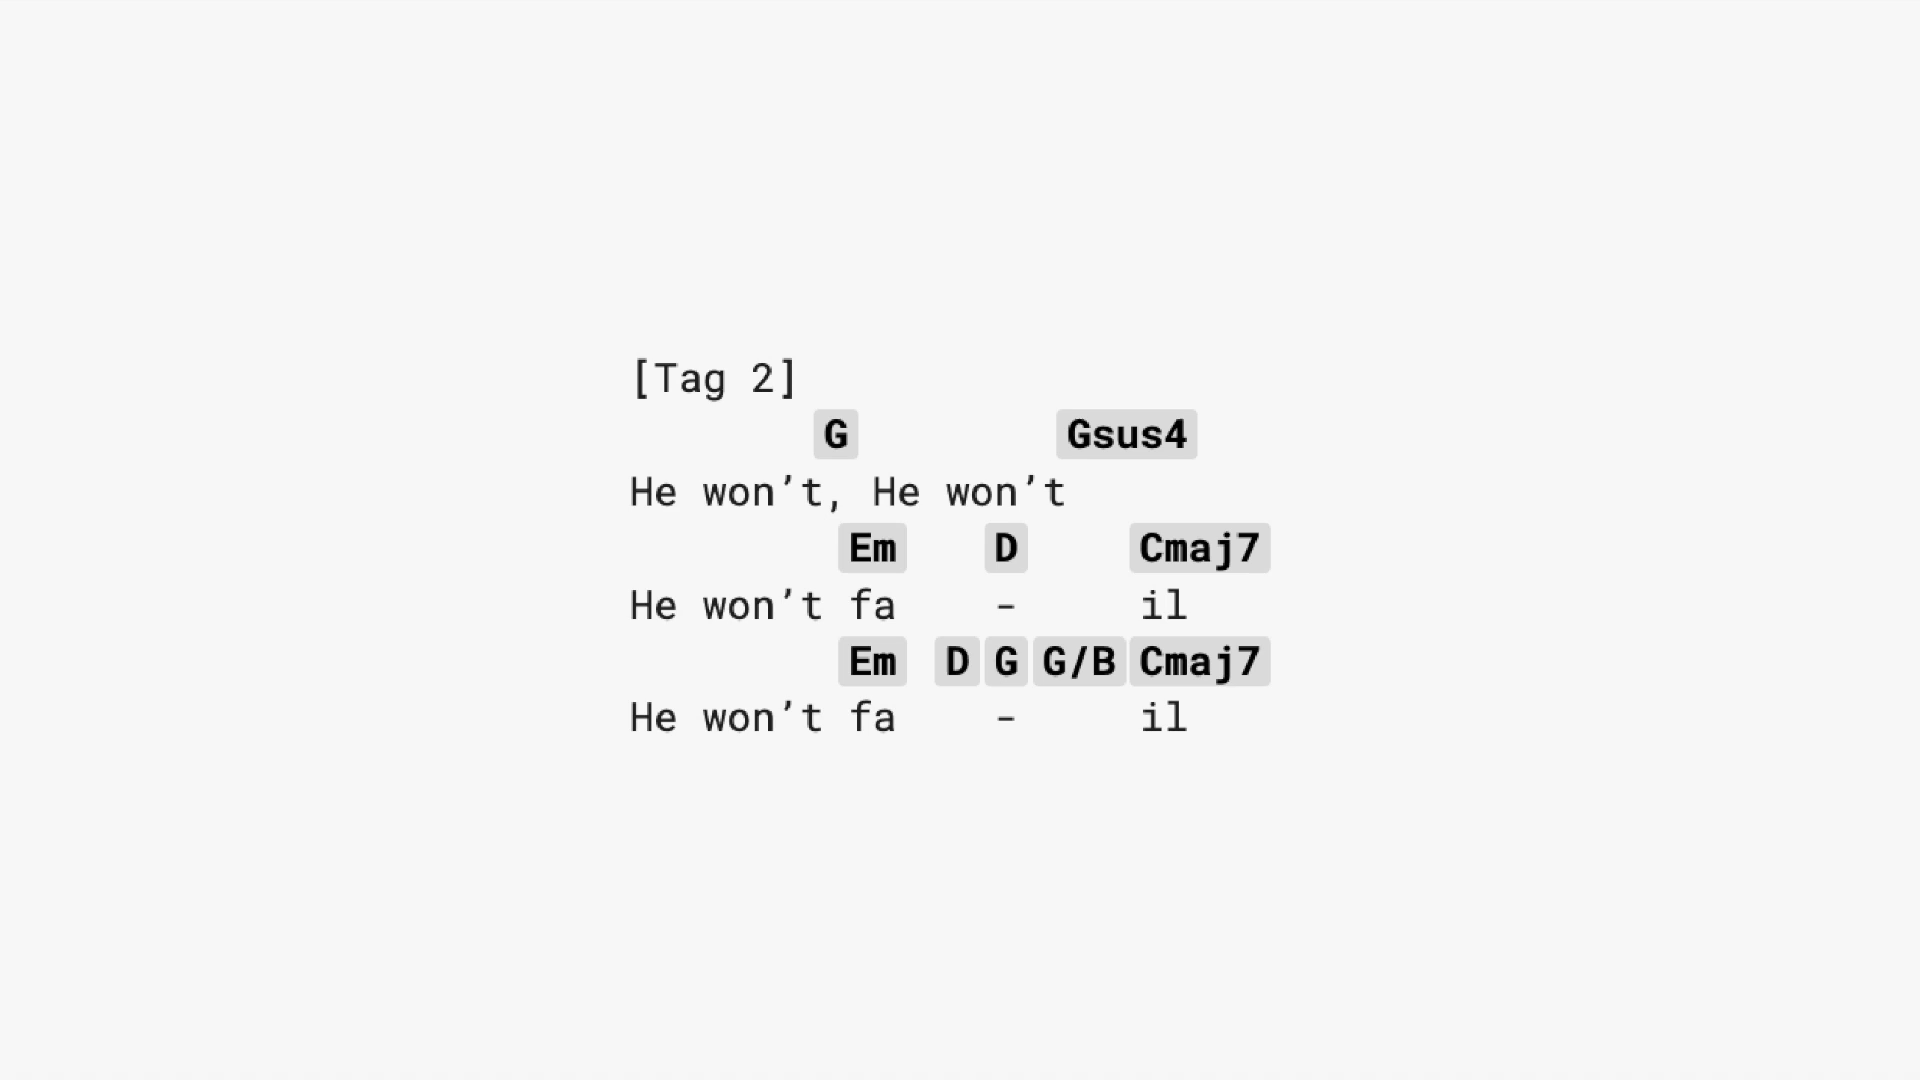 [Tag 2]
G Gsus4
He won’t, He won’t
Em D Cmaj7
He won’t fa - il
Em D G G/B Cmaj7
He won’t fa - il